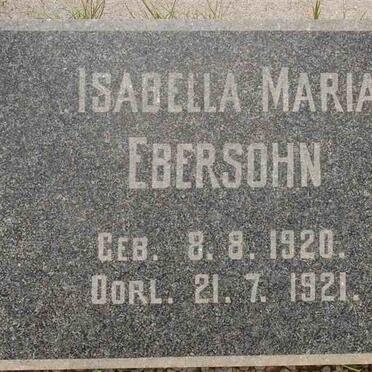 ISABELLA MARIA
EBERSOHN
GEB. 8.8.1920.
OORL. 21.7.1921.